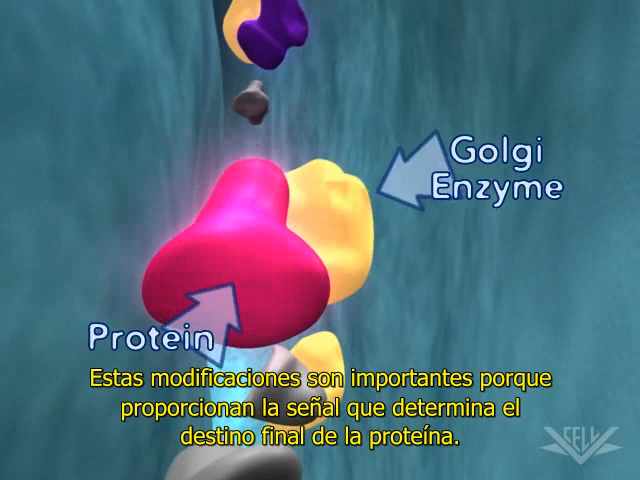 Golgi
Enzyme
Protein
Estas modificaciones son importantes porque
proporcionan la señal que determina el
destino final de la proteína.
CELL